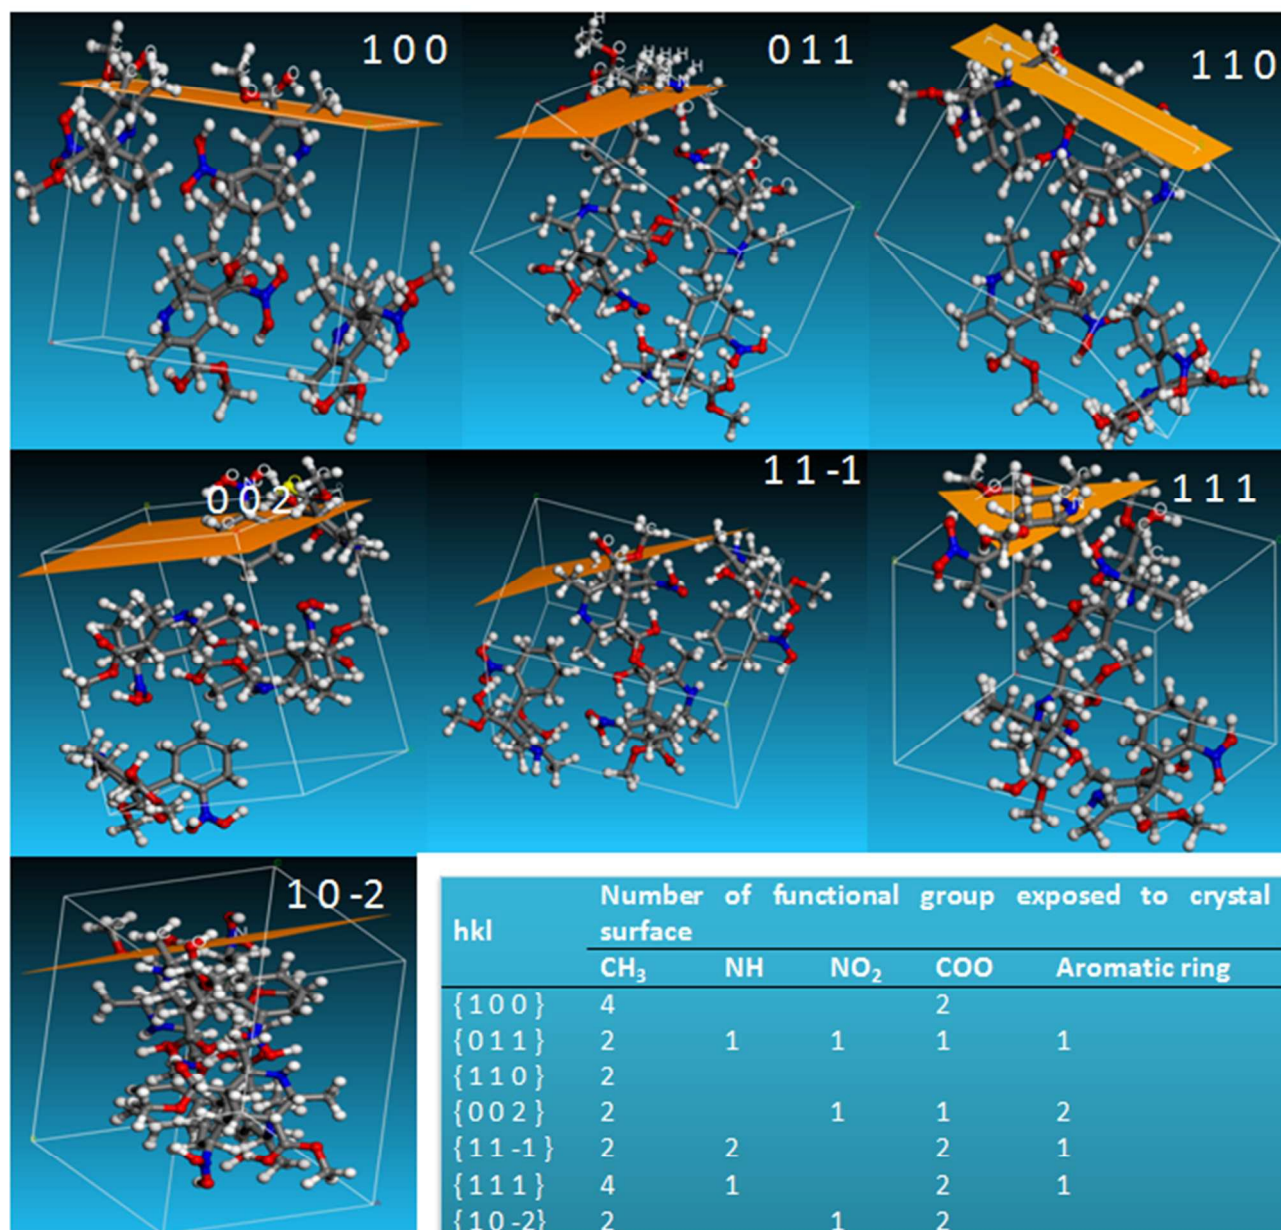 1 0 0
0 1 1
1 1 0
0 0 2
1 1 -1
1 1 1
1 0 -2
hkl
Number of functional group exposed to crystal
surface
CH₃ NH NO₂ COO Aromatic ring
{1 0 0} 4 2
{0 1 1} 2 1 1 1 1
{1 1 0} 2
{0 0 2} 2 1 1 2
{1 1 -1} 2 2 2 1
{1 1 1} 4 1 2 1
{1 0 -2} 2 1 2